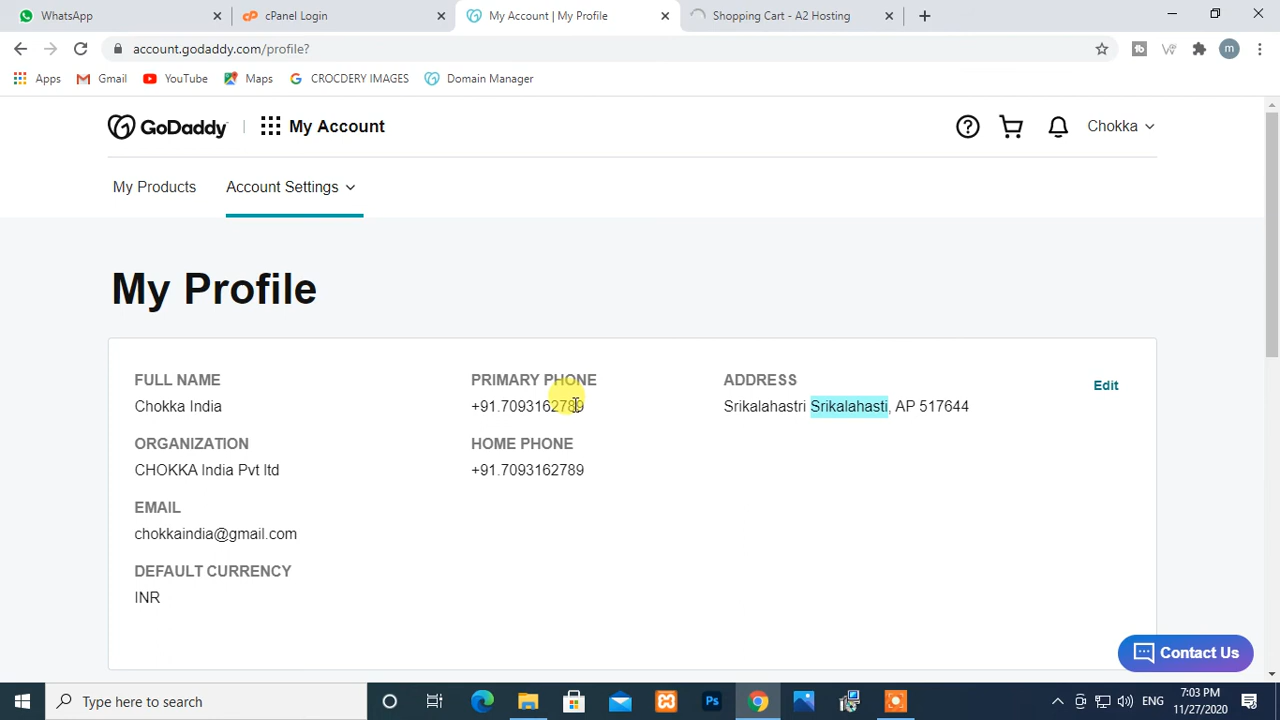 WhatsApp
cPanel Login
My Account | My Profile
Shopping Cart - A2 Hosting
account.godaddy.com/profile?
m
Apps
Gmail
YouTube
Maps
CROCDERY IMAGES
Domain Manager
GoDaddy
My Account
Chokka
My Products
Account Settings
My Profile
FULL NAME
Chokka India
ORGANIZATION
CHOKKA India Pvt ltd
EMAIL
chokkaindia@gmail.com
DEFAULT CURRENCY
INR
PRIMARY PHONE
+91.7093162789
HOME PHONE
+91.7093162789
ADDRESS
Srikalahastri Srikalahasti, AP 517644
Edit
Contact Us
Type here to search
Ps
ENG
7:03 PM
11/27/2020